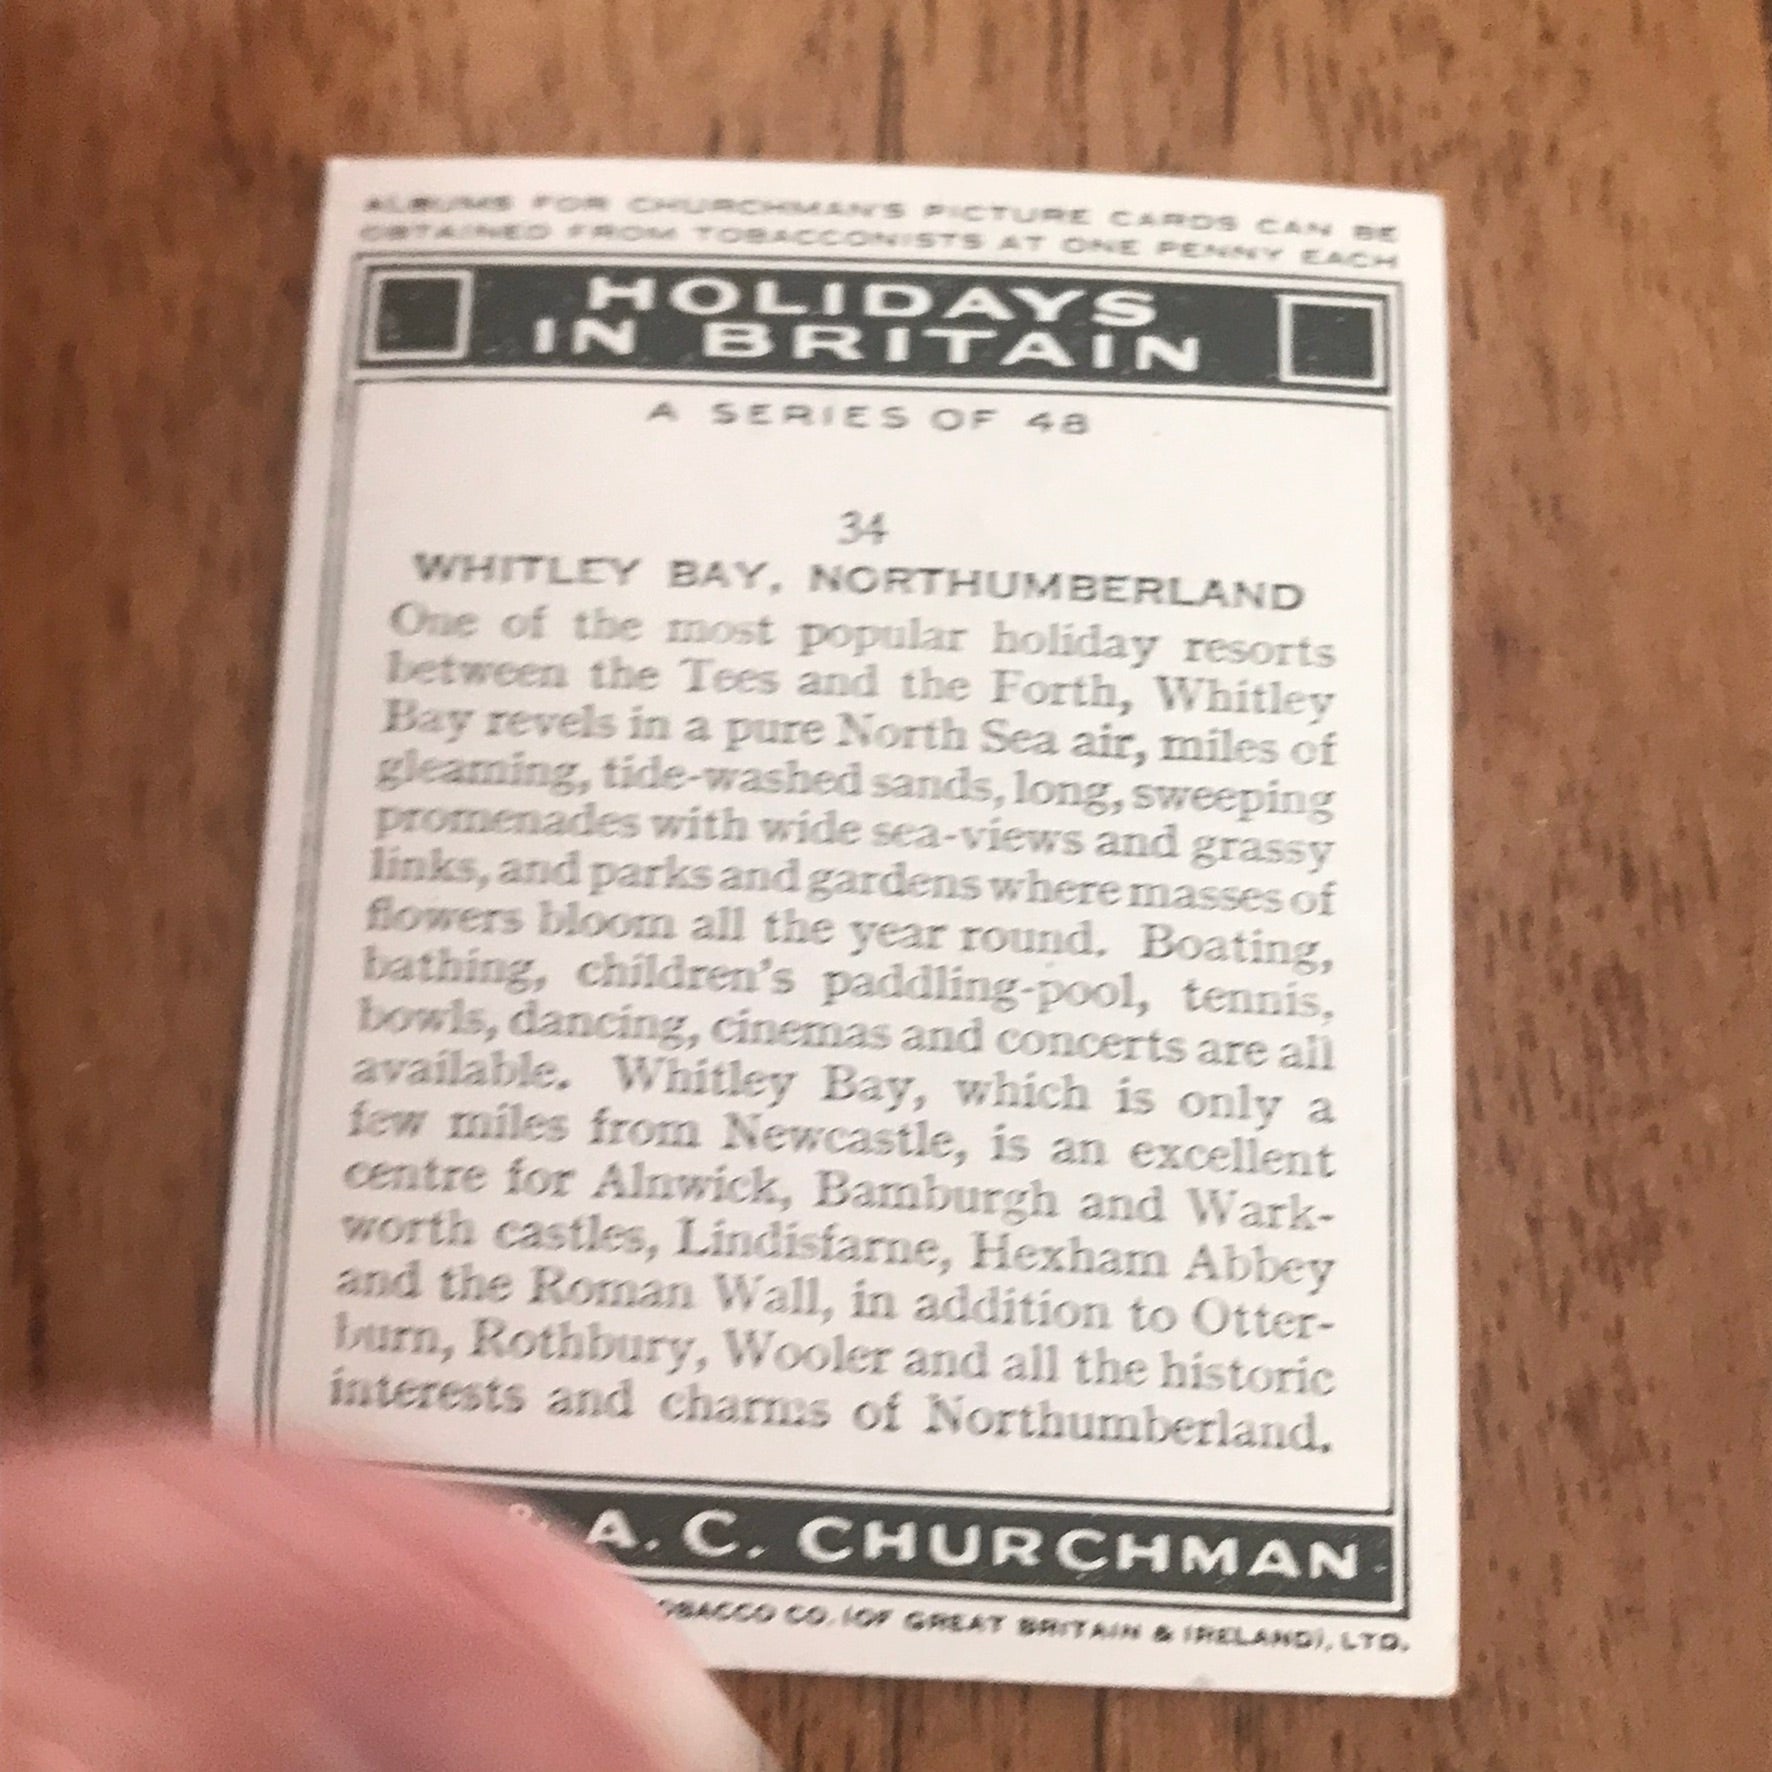 ALBUMS FOR CHURCHMAN'S PICTURE CARDS CAN BE
OBTAINED FROM TOBACCONISTS AT ONE PENNY EACH
HOLIDAYS
IN BRITAIN
A SERIES OF 48
34
WHITLEY BAY, NORTHUMBERLAND
One of the most popular holiday resorts
between the Tees and the Forth, Whitley
Bay revels in a pure North Sea air, miles of
gleaming, tide-washed sands, long, sweeping
promenades with wide sea-views and grassy
links, and parks and gardens where masses of
flowers bloom all the year round. Boating,
bathing, children's paddling-pool, tennis,
bowls, dancing, cinemas and concerts are all
available. Whitley Bay, which is only a
few miles from Newcastle, is an excellent
centre for Alnwick, Bamburgh and Wark-
worth castles, Lindisfarne, Hexham Abbey
and the Roman Wall, in addition to Otter-
burn, Rothbury, Wooler and all the historic
interests and charms of Northumberland.
& A. C. CHURCHMAN
OBACCO CO. (OF GREAT BRITAIN & IRELAND), LTD.